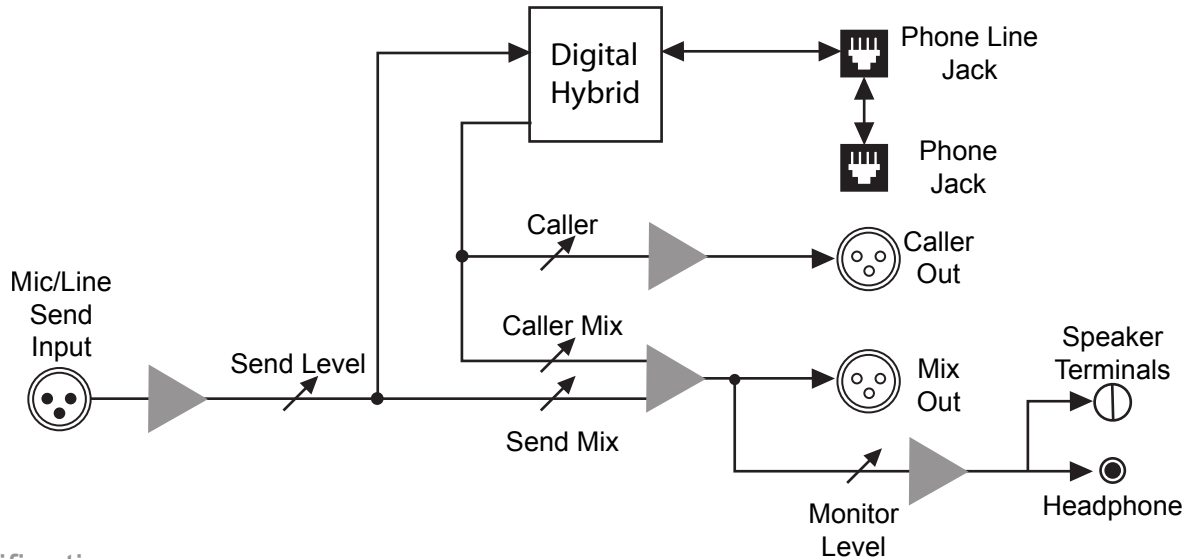 Digital
Hybrid
Phone Line
Jack
Phone
Jack
Caller
Caller
Out
Mic/Line
Send
Input
Send Level
Caller Mix
Send Mix
Mix
Out
Speaker
Terminals
Monitor
Level
Headphone